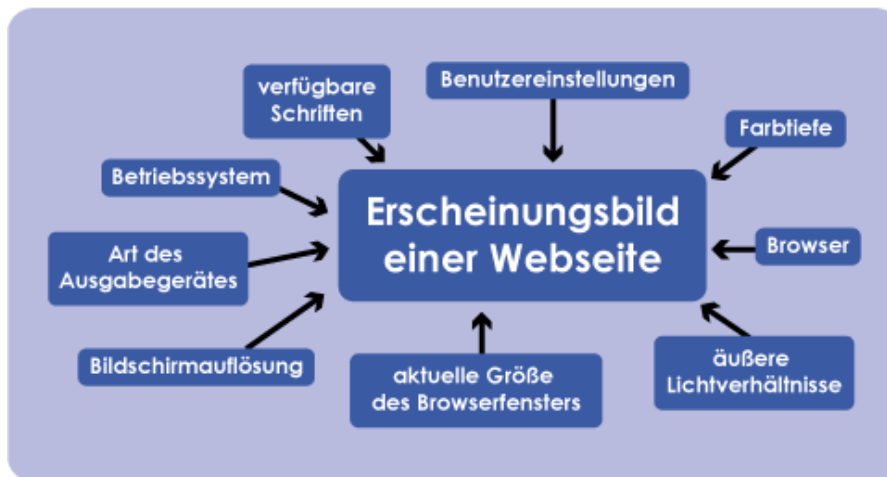 verfügbare
Schriften
Benutzereinstellungen
Farbtiefe
Betriebssystem
Erscheinungsbild
einer Webseite
Art des
Ausgabegerätes
Browser
Bildschirmauflösung
aktuelle Größe
des Browserfensters
äußere
Lichtverhältnisse